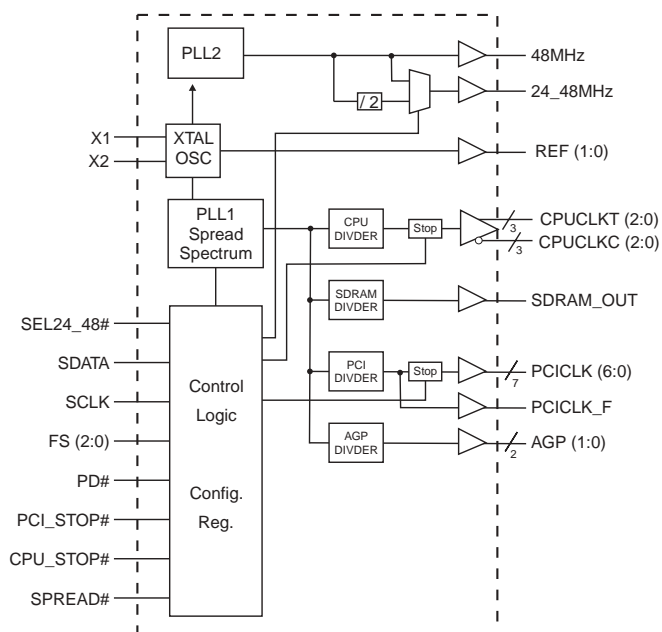 PLL2
48MHz
/ 2
24_48MHz
X1
X2
XTAL
OSC
REF (1:0)
PLL1
Spread
Spectrum
CPU
DIVDER
Stop
3
CPUCLKT (2:0)
3
CPUCLKC (2:0)
SDRAM
DIVDER
SDRAM_OUT
SEL24_48#
SDATA
SCLK
FS (2:0)
PD#
PCI_STOP#
CPU_STOP#
SPREAD#
Control
Logic
Config.
Reg.
PCI
DIVDER
Stop
7
PCICLK (6:0)
PCICLK_F
AGP
DIVDER
2
AGP (1:0)